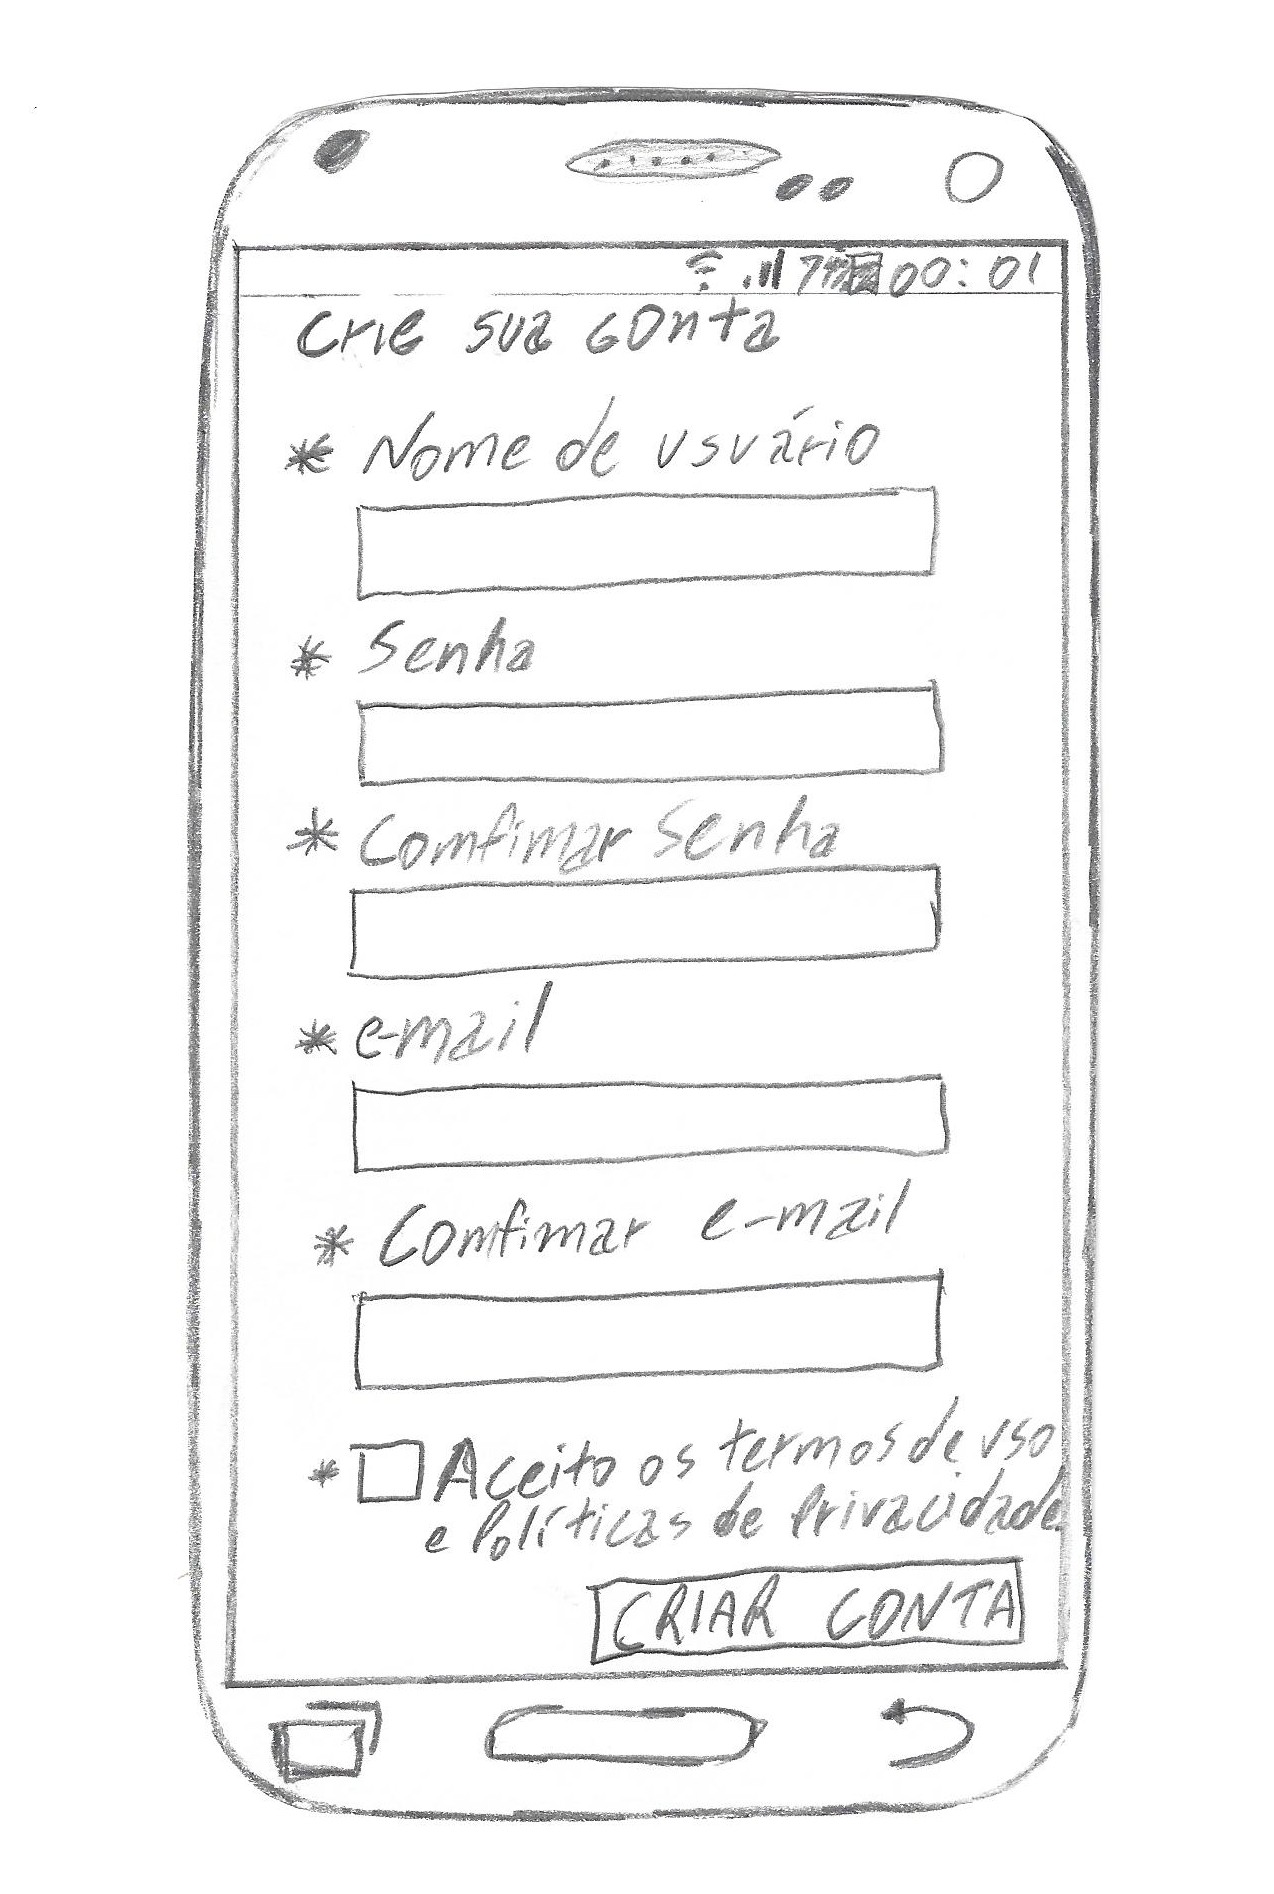 00:01
Crie sua conta
* Nome de usuário
* Senha
* Comfimar Senha
* e-mail
* Comfimar e-mail
* Aceito os termos de uso
e Políticas de Privacidade
CRIAR CONTA